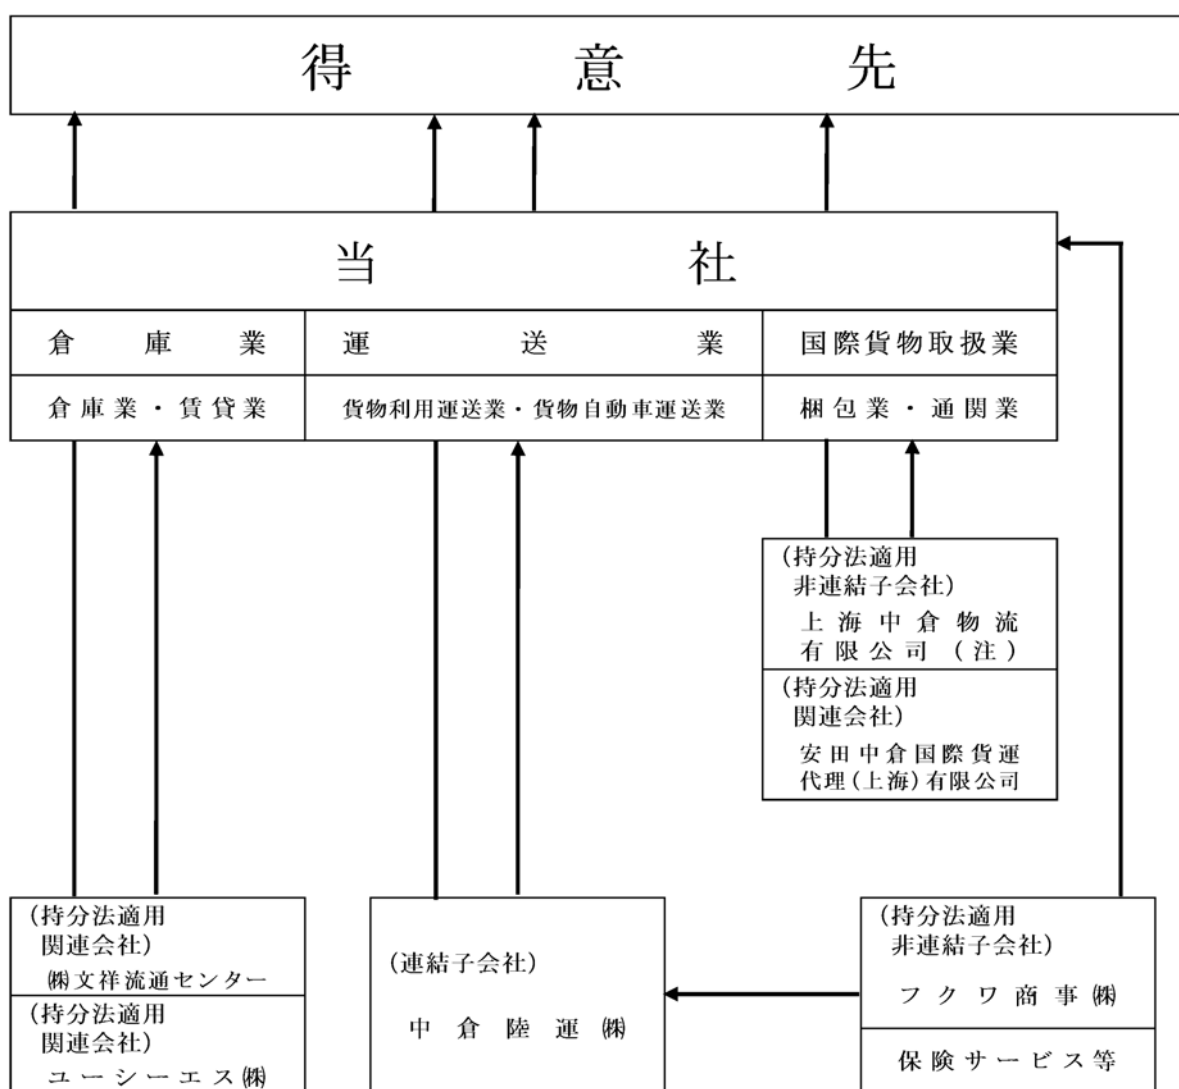 得意先
当社
倉庫業
運送業
国際貨物取扱業
倉庫業・賃貸業
貨物利用運送業・貨物自動車運送業
梱包業・通関業
(持分法適用
非連結子会社)
上海中倉物流
有限公司(注)
(持分法適用
関連会社)
安田中倉国際貨運
代理(上海)有限公司
(持分法適用
関連会社)
㈱文祥流通センター
(持分法適用
関連会社)
ユーシーエス㈱
(連結子会社)
中倉陸運㈱
(持分法適用
非連結子会社)
フクワ商事㈱
保険サービス等